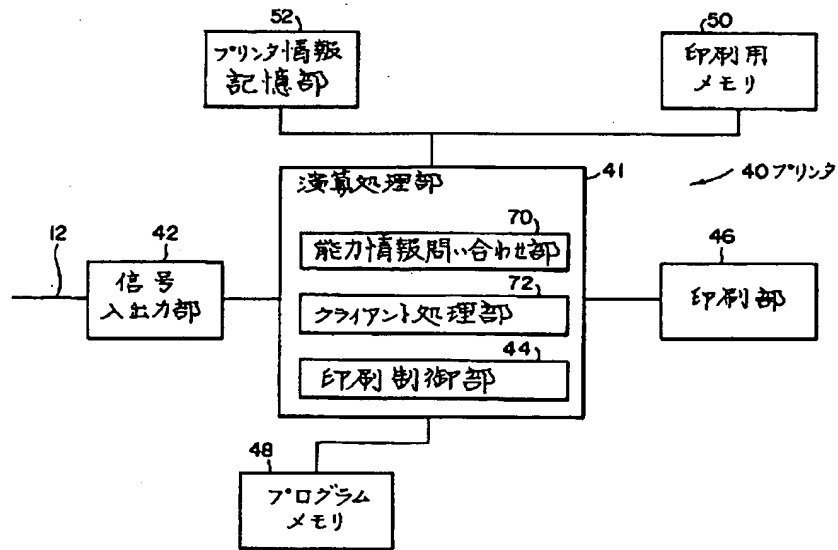 52
プリンタ情報
記憶部
50
印刷用
メモリ
演算処理部
41
40 プリンタ
70
能力情報問い合わせ部
12
42
信号
入出力部
72
クライアント処理部
46
印刷部
44
印刷制御部
48
プログラム
メモリ